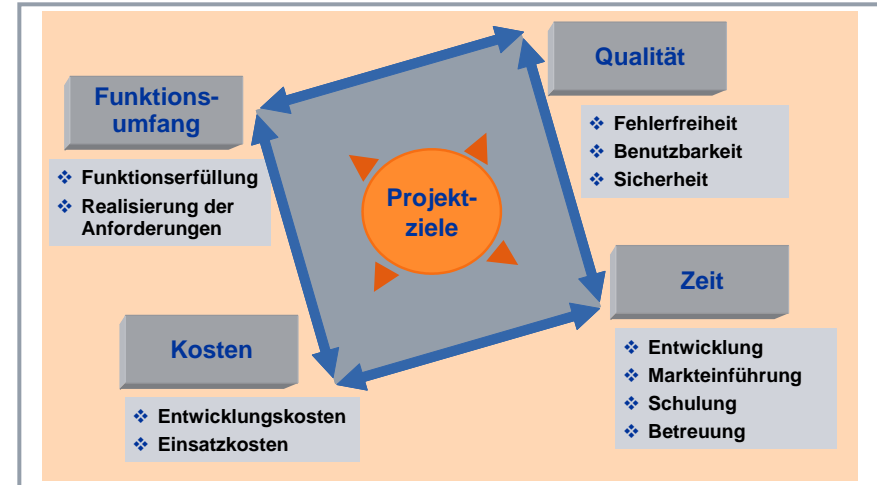 Funktions-
umfang
Funktionserfüllung
Realisierung der
Anforderungen
Qualität
Fehlerfreiheit
Benutzbarkeit
Sicherheit
Projekt-
ziele
Kosten
Entwicklungskosten
Einsatzkosten
Zeit
Entwicklung
Markteinführung
Schulung
Betreuung